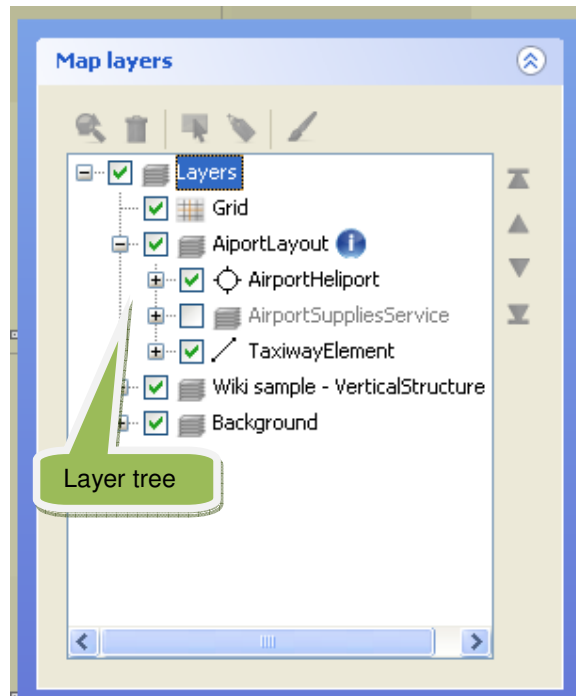 Map layers
Layers
Grid
AiportLayout
AirportHeliport
AirportSuppliesService
TaxiwayElement
Wiki sample - VerticalStructure
Background
Layer tree